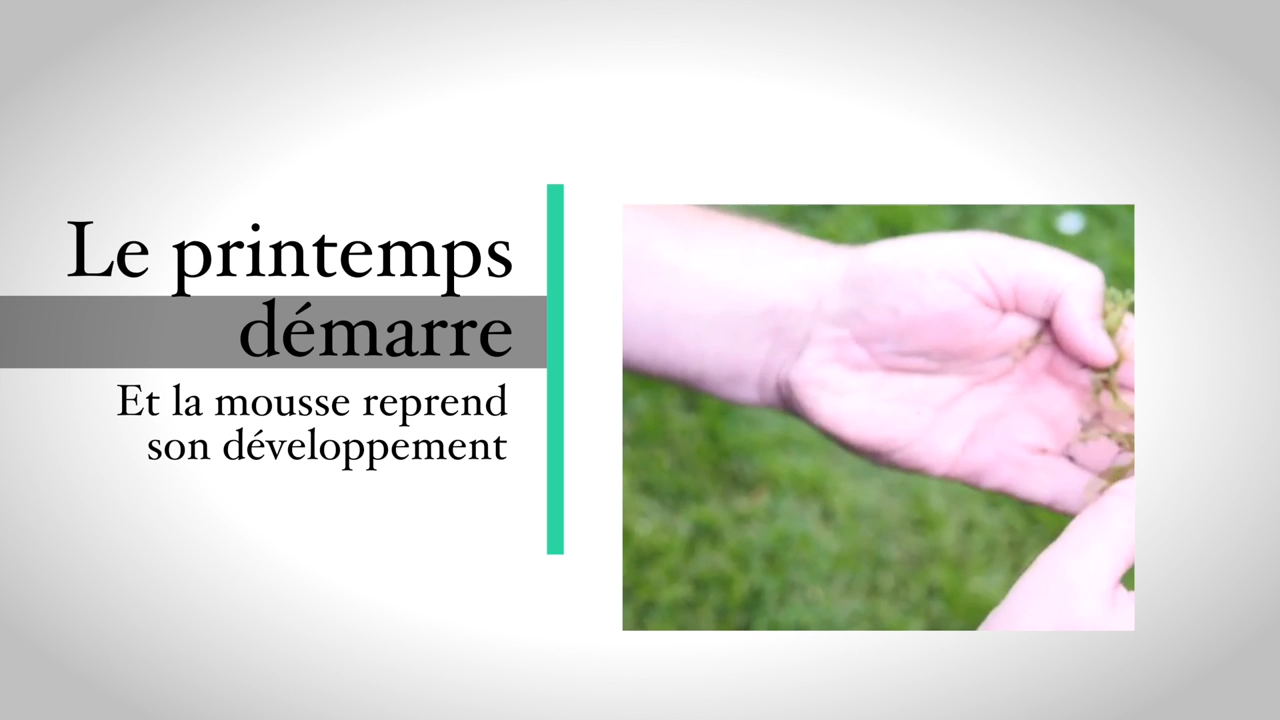 Le printemps
démarre
Et la mousse reprend
son développement